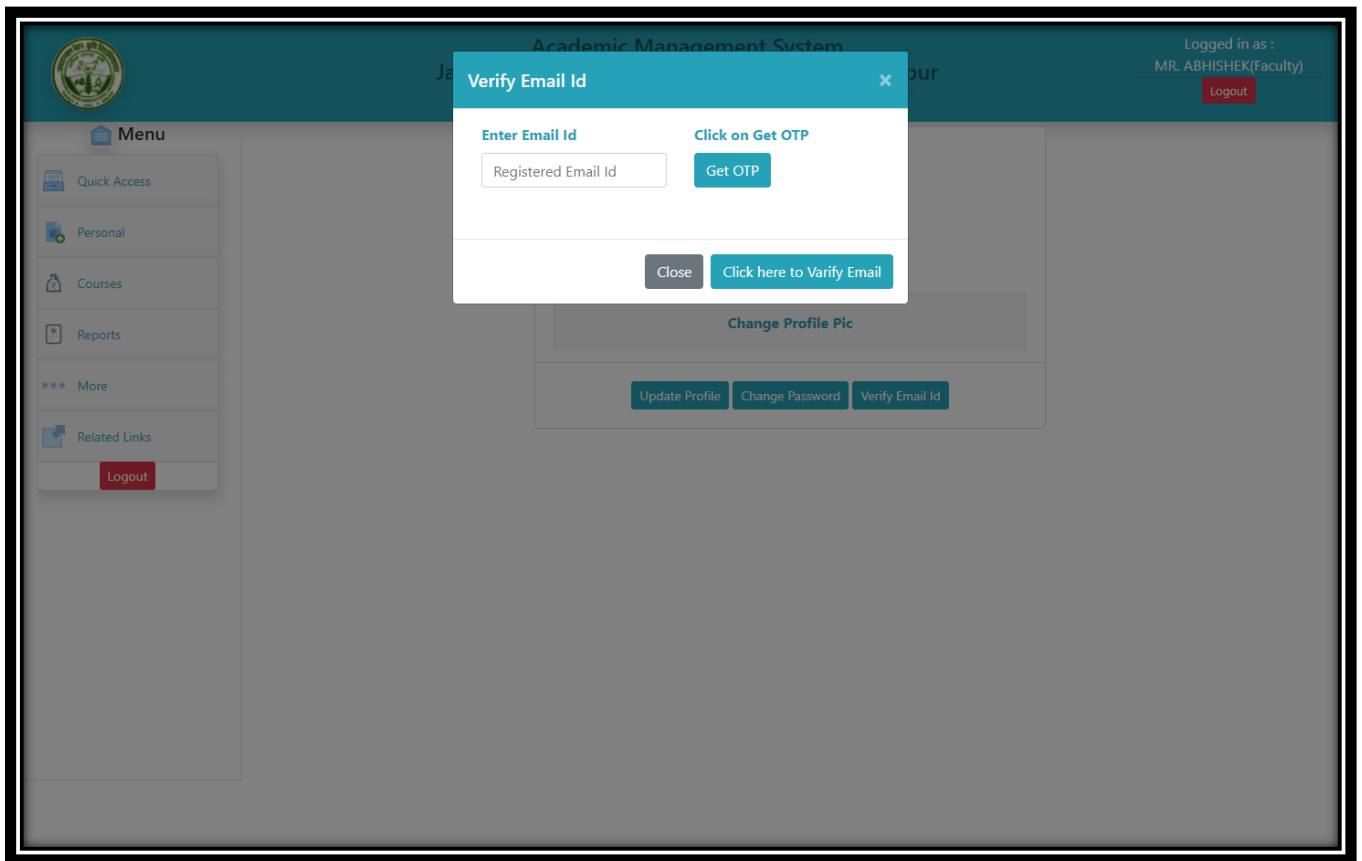 Academic Management System
Ja
pur
Logged in as :
MR. ABHISHEK(Faculty)
Logout
Verify Email Id
×
Enter Email Id
Click on Get OTP
Registered Email Id
Get OTP
Close
Click here to Varify Email
Menu
Quick Access
Personal
Courses
Reports
More
Related Links
Logout
Change Profile Pic
Update Profile
Change Password
Verify Email Id